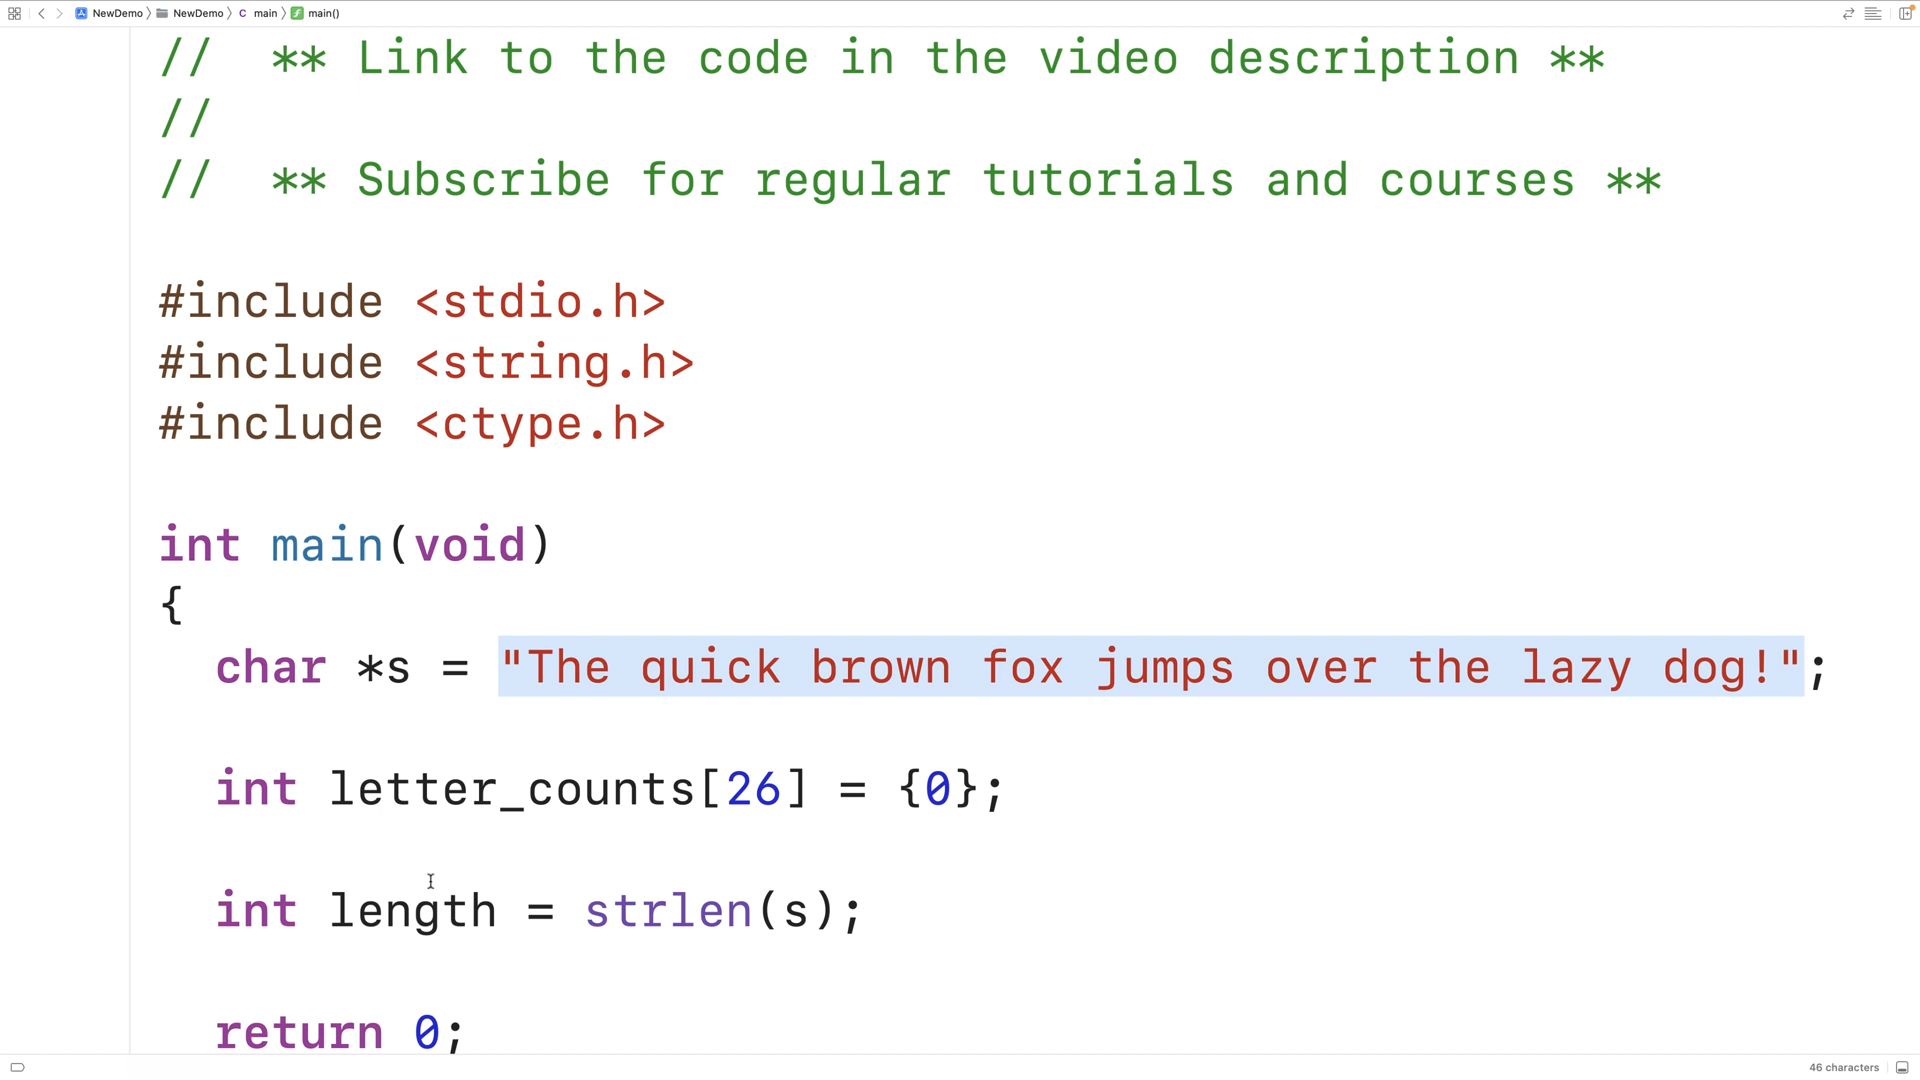 NewDemo NewDemo C main f main()
//  ** Link to the code in the video description **
//
//  ** Subscribe for regular tutorials and courses **
#include <stdio.h>
#include <string.h>
#include <ctype.h>
int main(void)
{
  char *s = "The quick brown fox jumps over the lazy dog!";
  int letter_counts[26] = {0};
  int length = strlen(s);
  return 0;
46 characters